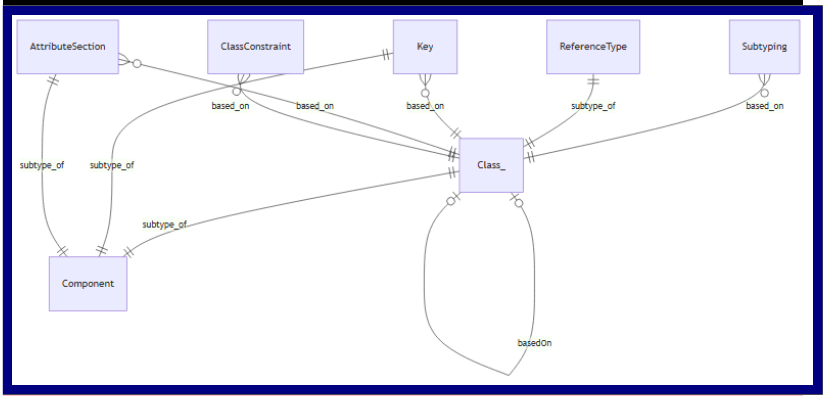 AttributeSection
ClassConstraint
Key
ReferenceType
Subtyping
based_on
based_on
based_on
subtype_of
based_on
subtype_of
subtype_of
Class_
subtype_of
Component
basedOn